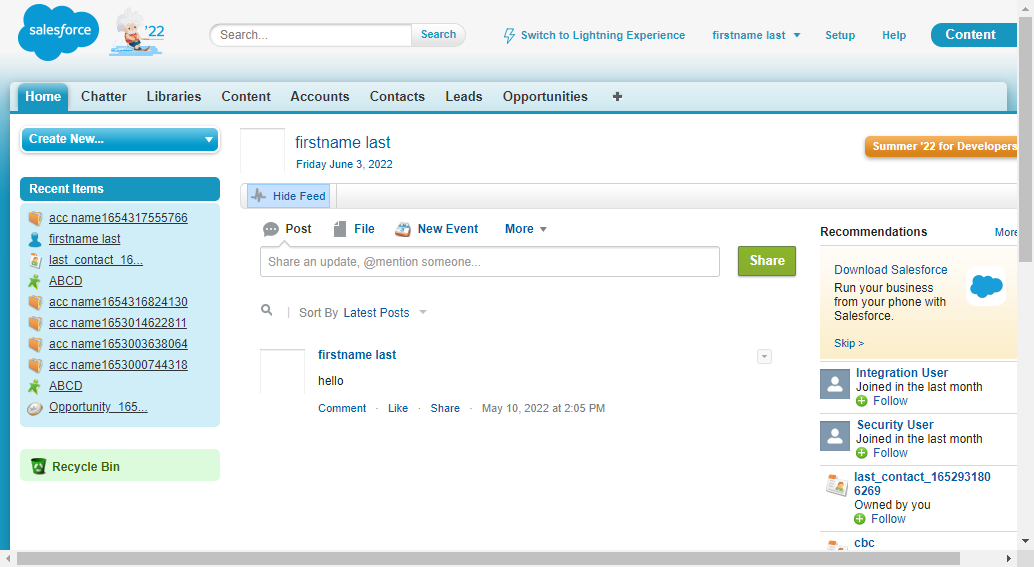 salesforce
'22
Search...
Search
Switch to Lightning Experience
firstname last
Setup
Help
Content
Home
Chatter
Libraries
Content
Accounts
Contacts
Leads
Opportunities
+
Create New...
Recent Items
acc name1654317555766
firstname last
last_contact_16...
ABCD
acc name1654316824130
acc name1653014622811
acc name1653003638064
acc name1653000744318
ABCD
Opportunity_165...
Recycle Bin
firstname last
Friday June 3, 2022
Summer '22 for Developers
Hide Feed
Post
File
New Event
More
Share an update, @mention someone...
Share
Sort By Latest Posts
firstname last
hello
Comment · Like · Share · May 10, 2022 at 2:05 PM
Recommendations
More
Download Salesforce
Run your business
from your phone with
Salesforce.
Skip >
Integration User
Joined in the last month
Follow
Security User
Joined in the last month
Follow
last_contact_165293180
6269
Owned by you
Follow
cbc